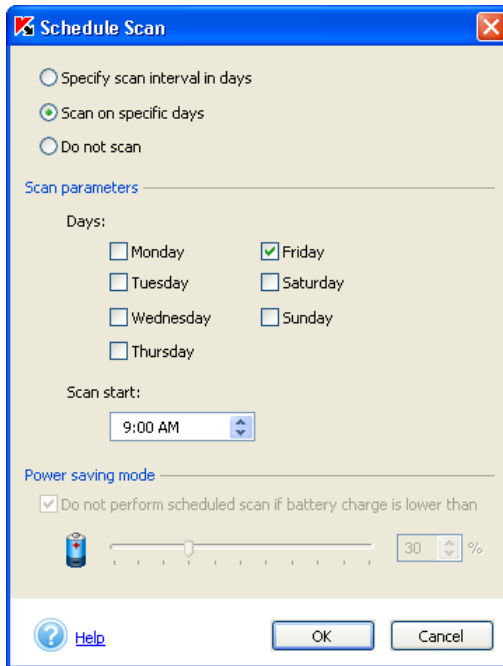 Schedule Scan
Specify scan interval in days
Scan on specific days
Do not scan
Scan parameters
Days:
Monday
Friday
Tuesday
Saturday
Wednesday
Sunday
Thursday
Scan start:
9:00 AM
Power saving mode
Do not perform scheduled scan if battery charge is lower than
30 %
Help
OK
Cancel